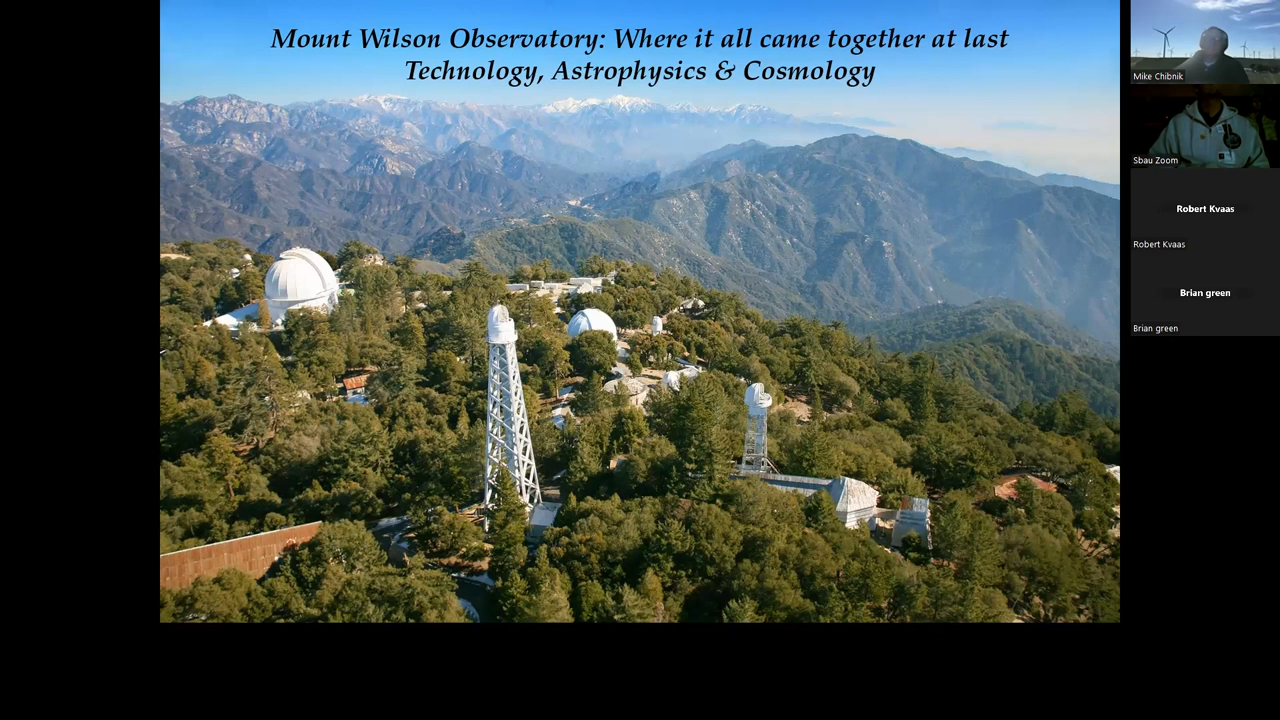 Mount Wilson Observatory: Where it all came together at last
Technology, Astrophysics & Cosmology
Mike Chibnik
Sbau Zoom
Robert Kvaas
Robert Kvaas
Brian green
Brian green